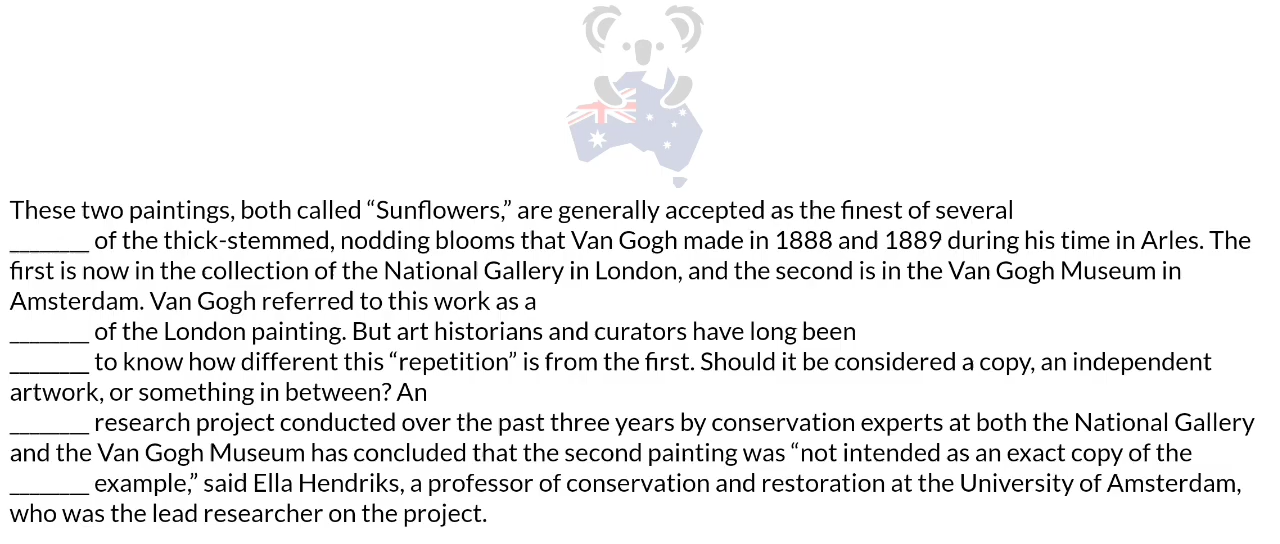 These two paintings, both called “Sunflowers,” are generally accepted as the finest of several
________ of the thick-stemmed, nodding blooms that Van Gogh made in 1888 and 1889 during his time in Arles. The
first is now in the collection of the National Gallery in London, and the second is in the Van Gogh Museum in
Amsterdam. Van Gogh referred to this work as a
________ of the London painting. But art historians and curators have long been
________ to know how different this “repetition” is from the first. Should it be considered a copy, an independent
artwork, or something in between? An
________ research project conducted over the past three years by conservation experts at both the National Gallery
and the Van Gogh Museum has concluded that the second painting was “not intended as an exact copy of the
________ example,” said Ella Hendriks, a professor of conservation and restoration at the University of Amsterdam,
who was the lead researcher on the project.